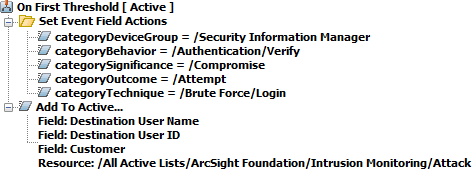 On First Threshold [ Active ]
Set Event Field Actions
categoryDeviceGroup = /Security Information Manager
categoryBehavior = /Authentication/Verify
categorySignificance = /Compromise
categoryOutcome = /Attempt
categoryTechnique = /Brute Force/Login
Add To Active...
Field: Destination User Name
Field: Destination User ID
Field: Customer
Resource: /All Active Lists/ArcSight Foundation/Intrusion Monitoring/Attack